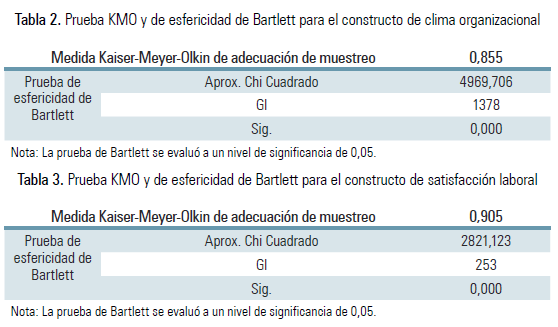 Tabla 2. Prueba KMO y de esfericidad de Bartlett para el constructo de clima organizacional
Medida Kaiser-Meyer-Olkin de adecuación de muestreo 0,855
Prueba de esfericidad de Bartlett Aprox. Chi Cuadrado 4969,706
Gl 1378
Sig. 0,000
Nota: La prueba de Bartlett se evaluó a un nivel de significancia de 0,05.
Tabla 3. Prueba KMO y de esfericidad de Bartlett para el constructo de satisfacción laboral
Medida Kaiser-Meyer-Olkin de adecuación de muestreo 0,905
Prueba de esfericidad de Bartlett Aprox. Chi Cuadrado 2821,123
Gl 253
Sig. 0,000
Nota: La prueba de Bartlett se evaluó a un nivel de significancia de 0,05.